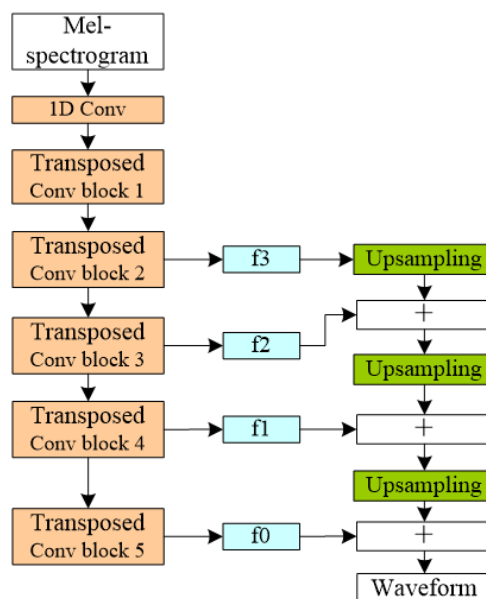 Mel-
spectrogram
1D Conv
Transposed
Conv block 1
Transposed
Conv block 2
f3
Upsampling
+
Transposed
Conv block 3
f2
Upsampling
Transposed
Conv block 4
f1
+
Upsampling
Transposed
Conv block 5
f0
+
Waveform